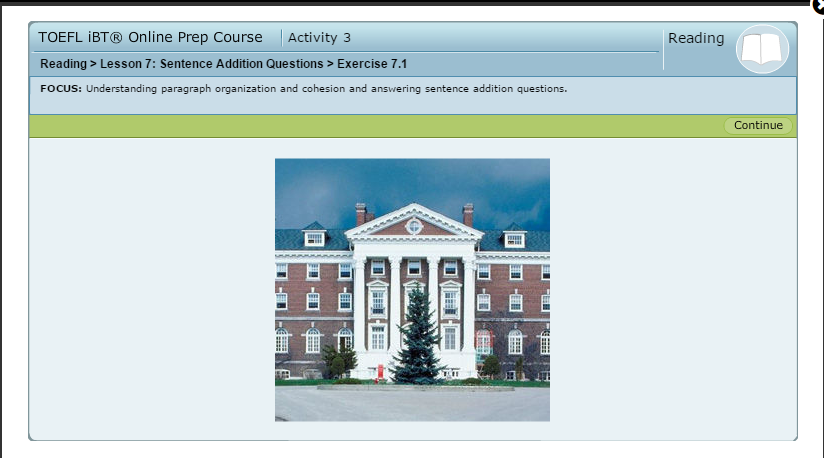 TOEFL iBT® Online Prep Course Activity 3
Reading
Reading > Lesson 7: Sentence Addition Questions > Exercise 7.1
FOCUS: Understanding paragraph organization and cohesion and answering sentence addition questions.
Continue